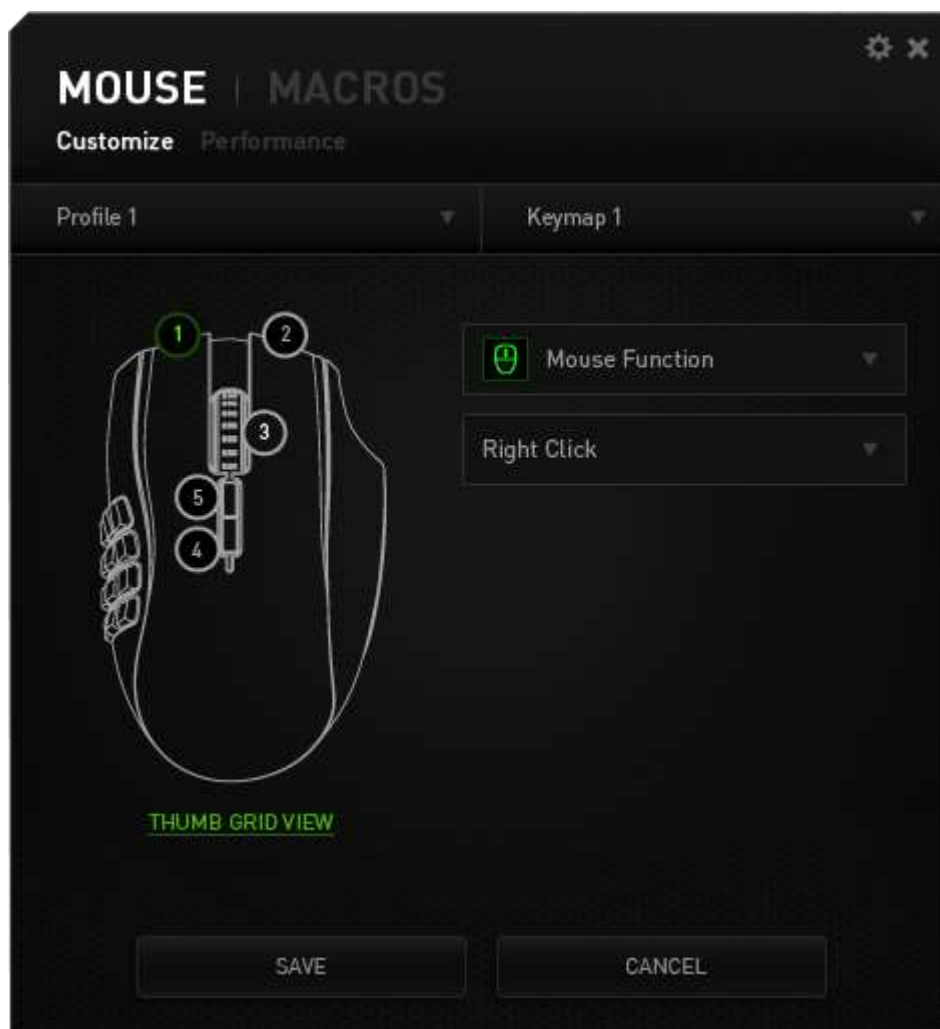 MOUSE | MACROS
Customize Performance
Profile 1
Keymap 1
1
2
3
5
4
Mouse Function
Right Click
THUMB GRID VIEW
SAVE
CANCEL